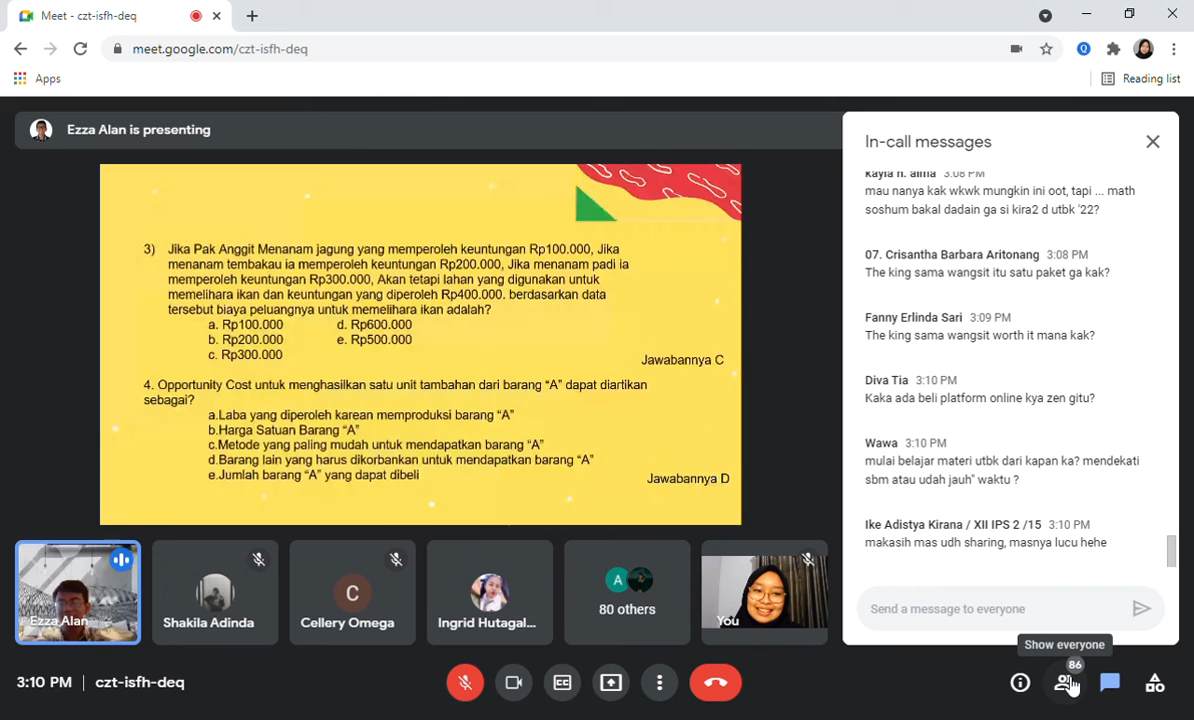 Meet - czt-isfh-deq
meet.google.com/czt-isfh-deq
Apps
Reading list
Ezza Alan is presenting
3) Jika Pak Anggit Menanam jagung yang memperoleh keuntungan Rp100.000, Jika
menanam tembakau ia memperoleh keuntungan Rp200.000, Jika menanam padi ia
memperoleh keuntungan Rp300.000, Akan tetapi lahan yang digunakan untuk
memelihara ikan dan keuntungan yang diperoleh Rp400.000. berdasarkan data
tersebut biaya peluangnya untuk memelihara ikan adalah?
a. Rp100.000 d. Rp600.000
b. Rp200.000 e. Rp500.000
c. Rp300.000
Jawabannya C
4. Opportunity Cost untuk menghasilkan satu unit tambahan dari barang “A” dapat diartikan
sebagai?
a.Laba yang diperoleh karean memproduksi barang “A”
b.Harga Satuan Barang “A”
c.Metode yang paling mudah untuk mendapatkan barang “A”
d.Barang lain yang harus dikorbankan untuk mendapatkan barang “A”
e.Jumlah barang “A” yang dapat dibeli
Jawabannya D
In-call messages
kayla n. alma 3:08 PM
mau nanya kak wkwk mungkin ini oot, tapi ... math
soshum bakal dadain ga si kira2 d utbk '22?
07. Crisantha Barbara Aritonang 3:08 PM
The king sama wangsit itu satu paket ga kak?
Fanny Erlinda Sari 3:09 PM
The king sama wangsit worth it mana kak?
Diva Tia 3:10 PM
Kaka ada beli platform online kya zen gitu?
Wawa 3:10 PM
mulai belajar materi utbk dari kapan ka? mendekati
sbm atau udah jauh" waktu ?
Ike Adistya Kirana / XII IPS 2 /15 3:10 PM
makasih mas udh sharing, masnya lucu hehe
Send a message to everyone
Show everyone
Ezza Alan
Shakila Adinda
C
Cellery Omega
Ingrid Hutagal...
A
80 others
You
3:10 PM | czt-isfh-deq
86